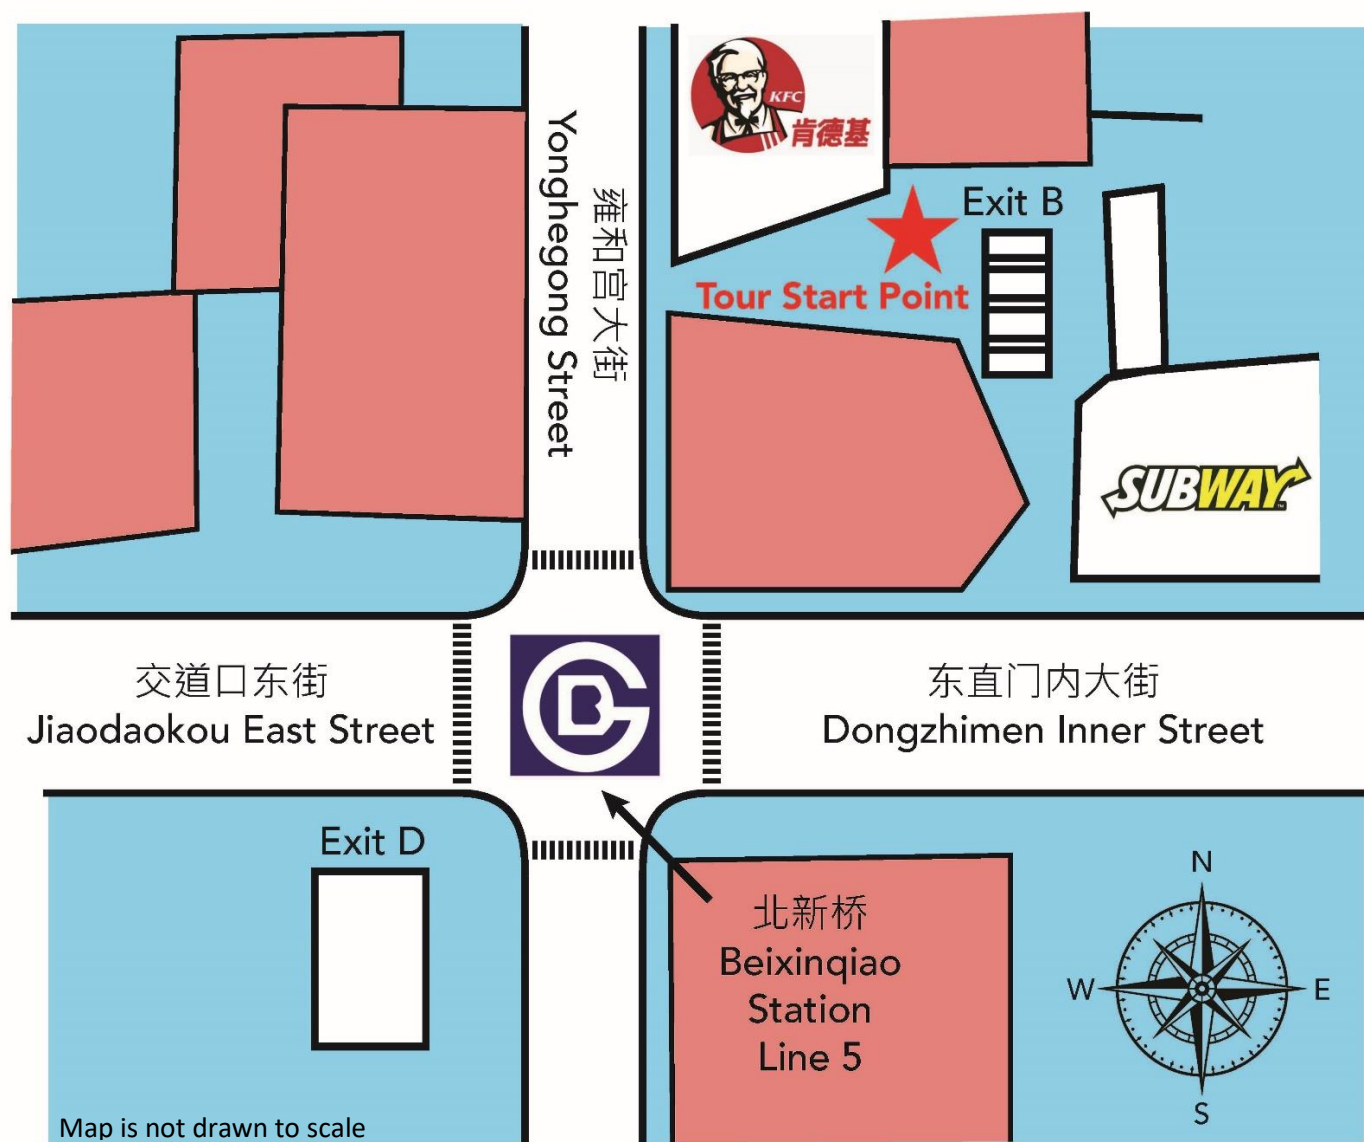 KFC
肯德基
Exit B
雍和宫大街
Yonghegong Street
Tour Start Point
SUBWAY
交道口东街
Jiaodaokou East Street
东直门内大街
Dongzhimen Inner Street
Exit D
北新桥
Beixinqiao
Station
Line 5
N
W
E
S
Map is not drawn to scale